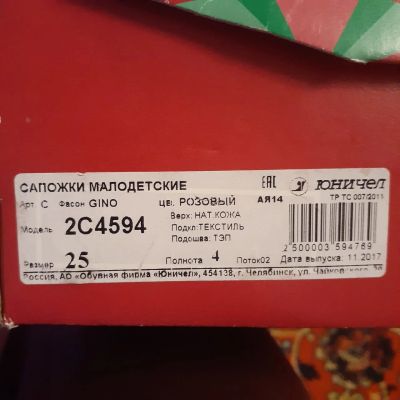 САПОЖКИ МАЛОДЕТСКИЕ EAC ЮНИЧЕЛ
Арт. С Фасон GINO ЦВ: РОЗОВЫЙ АЯ14 ТР ТС 007/2011
Верх: НАТ.КОЖА
Модель 2С4594 Подкл: ТЕКСТИЛЬ
Подошва: ТЭП
2 500003 594769
Размер 25 Полнота 4 Поток02 Дата выпуска: 11.2017
Россия, АО «Обувная фирма «Юничел», 454138, г. Челябинск, ул. Чайковского,